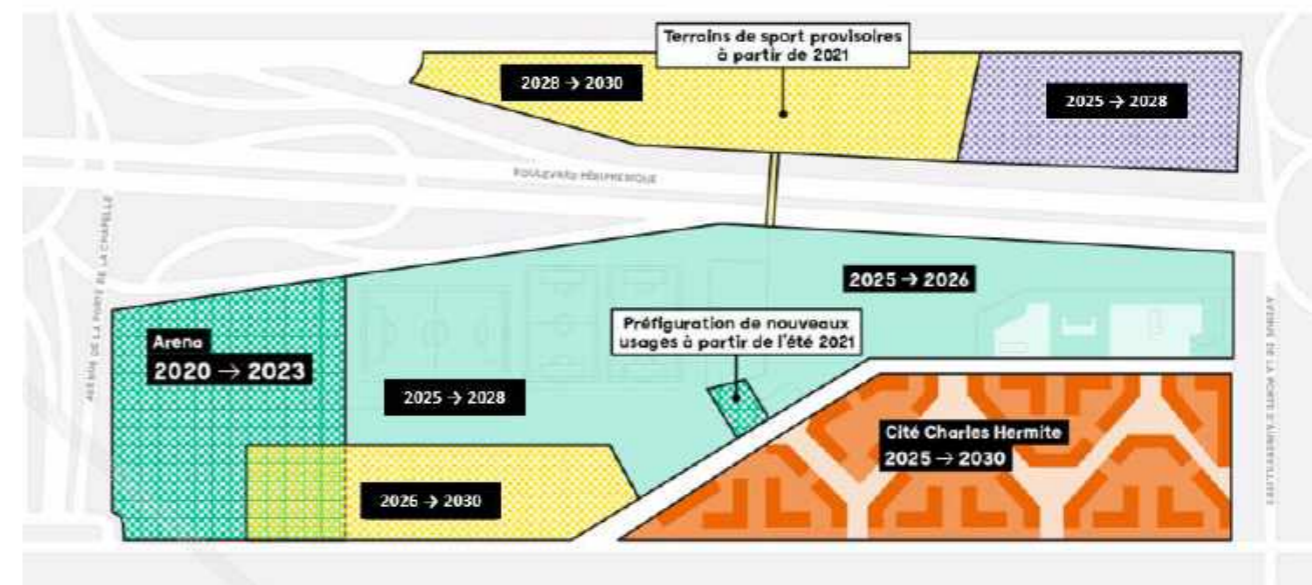 Terrains de sport provisoires
à partir de 2021
2028 → 2030
2025 → 2028
BOULEVARD PÉRIPHÉRIQUE
AVENUE DE LA PORTE DE LA CHAPELLE
2025 → 2026
Préfiguration de nouveaux
usages à partir de l'été 2021
Arena
2020 → 2023
2025 → 2028
AVENUE DE LA PORTE D'AUBERVILLIERS
Cité Charles Hermite
2025 → 2030
2026 → 2030